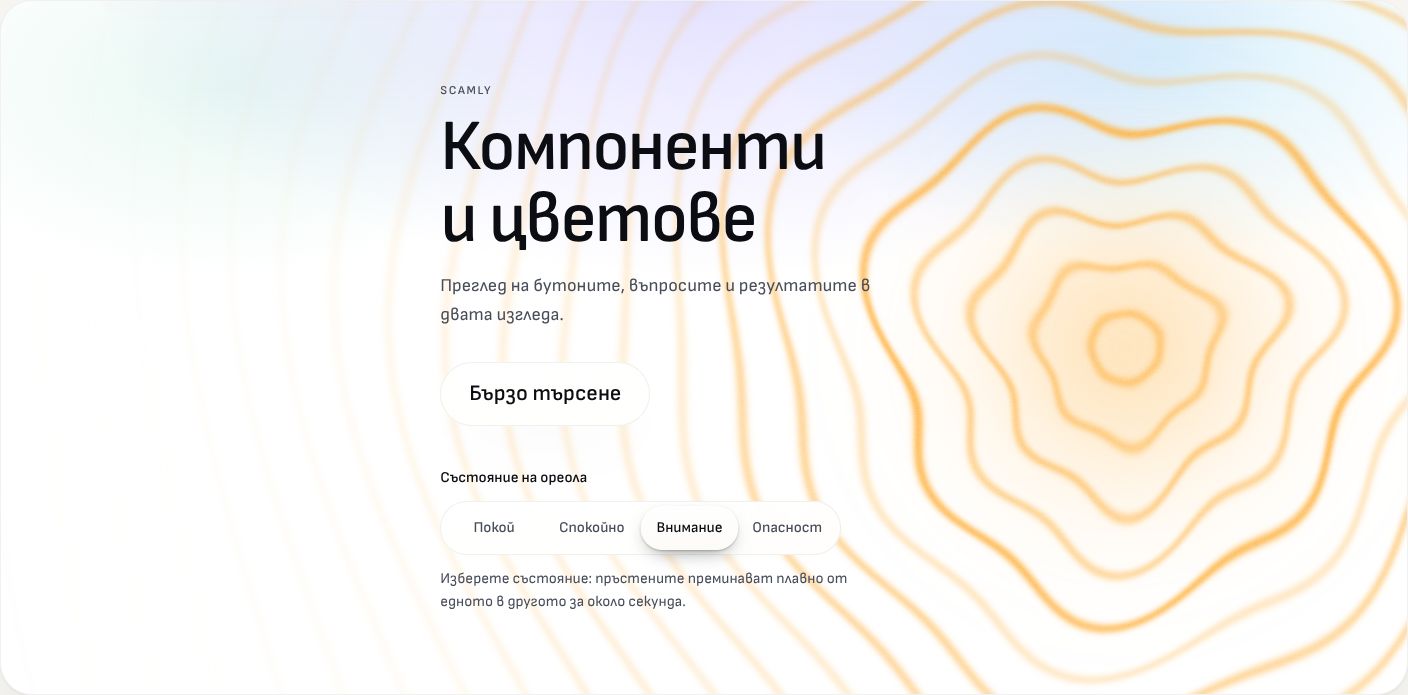 SCAMLY
Компоненти
и цветове
Преглед на бутоните, въпросите и резултатите в
двата изгледа.
Бързо търсене
Състояние на ореола
Покой Спокойно Внимание Опасност
Изберете състояние: пръстените преминават плавно от
едното в другото за около секунда.